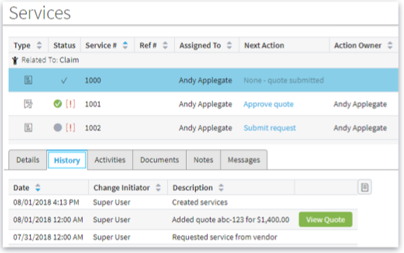 Services
Type Status Service # Ref # Assigned To Next Action Action Owner
Related To: Claim
1000 Andy Applegate None - quote submitted
[!] 1001 Andy Applegate Approve quote Andy Applegate
[!] 1002 Andy Applegate Submit request Andy Applegate
Details History Activities Documents Notes Messages
Date Change Initiator Description
08/01/2018 4:13 PM Super User Created services
08/01/2018 12:00 AM Super User Added quote abc-123 for $1,400.00 View Quote
07/31/2018 12:00 AM Super User Requested service from vendor